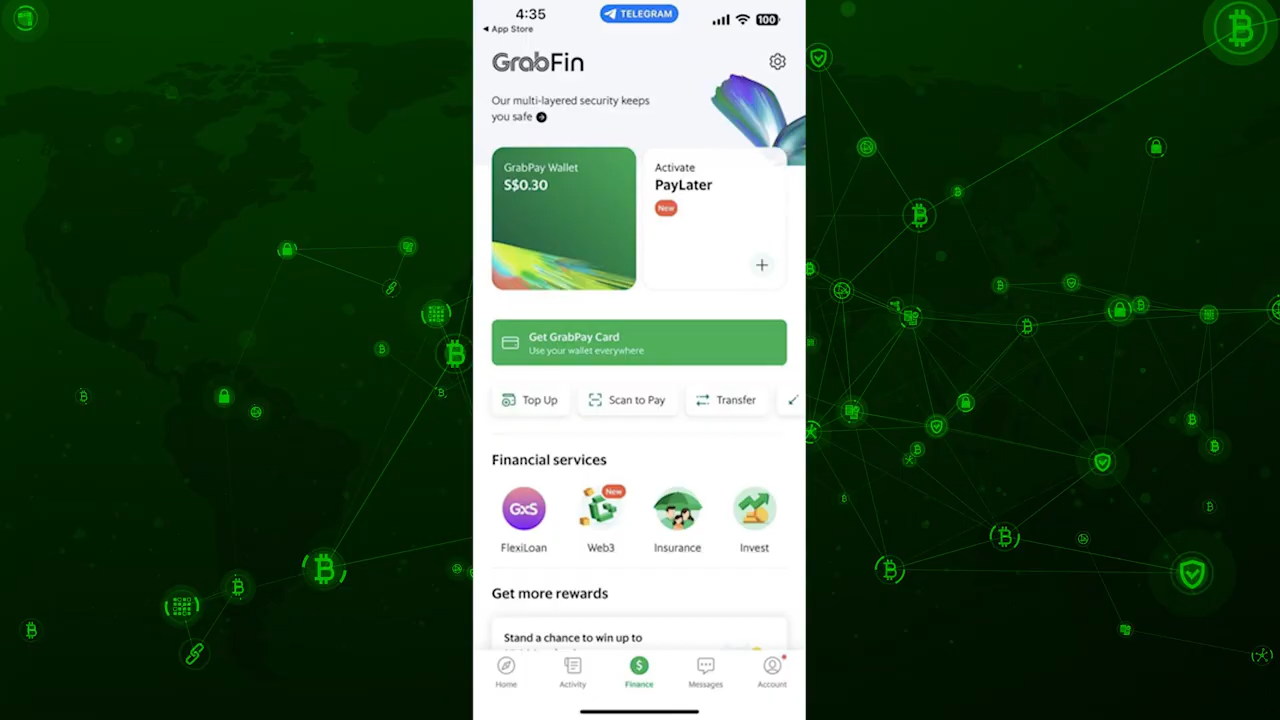 4:35
TELEGRAM
100
App Store
GrabFin
Our multi-layered security keeps
you safe
GrabPay Wallet
S$0.30
Activate
PayLater
New
Get GrabPay Card
Use your wallet everywhere
Top Up
Scan to Pay
Transfer
Financial services
GXS
New
FlexiLoan
Web3
Insurance
Invest
Get more rewards
Stand a chance to win up to
Home
Activity
Finance
Messages
Account